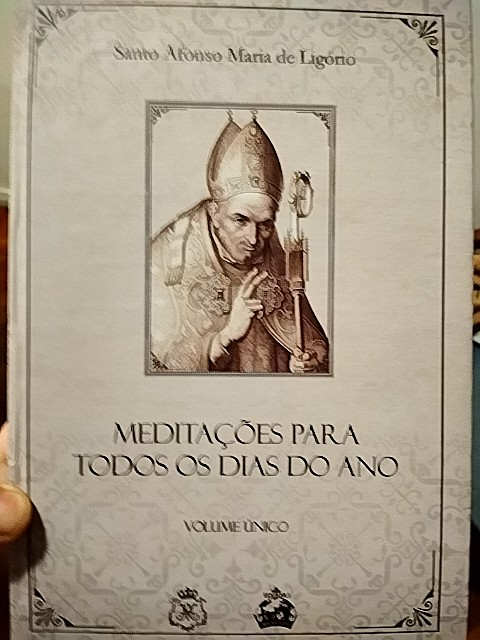 Santo Afonso Maria de Ligório
MEDITAÇÕES PARA
TODOS OS DIAS DO ANO
VOLUME ÚNICO